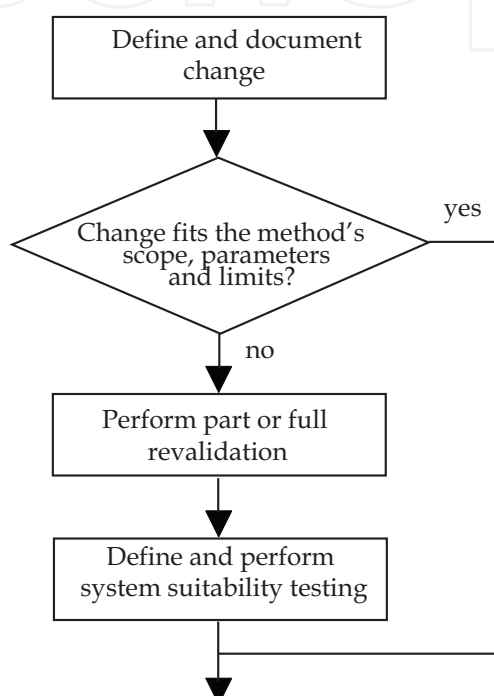 Define and document
change
Change fits the method's
scope, parameters
and limits?
yes
no
Perform part or full
revalidation
Define and perform
system suitability testing